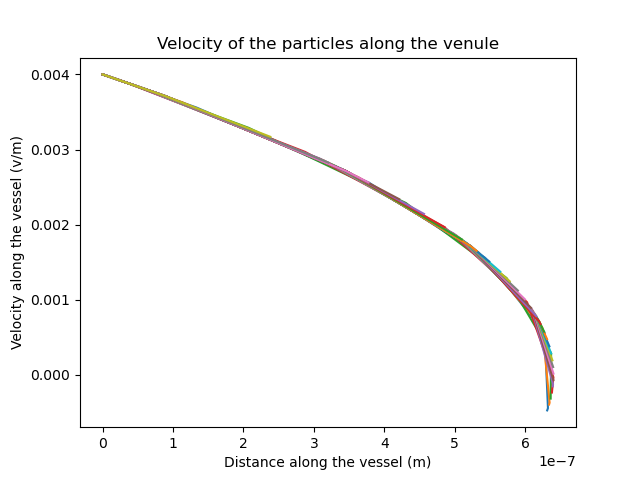 Velocity of the particles along the venule
Velocity along the vessel (v/m)
0.004
0.003
0.002
0.001
0.000
0 1 2 3 4 5 6
1e−7
Distance along the vessel (m)